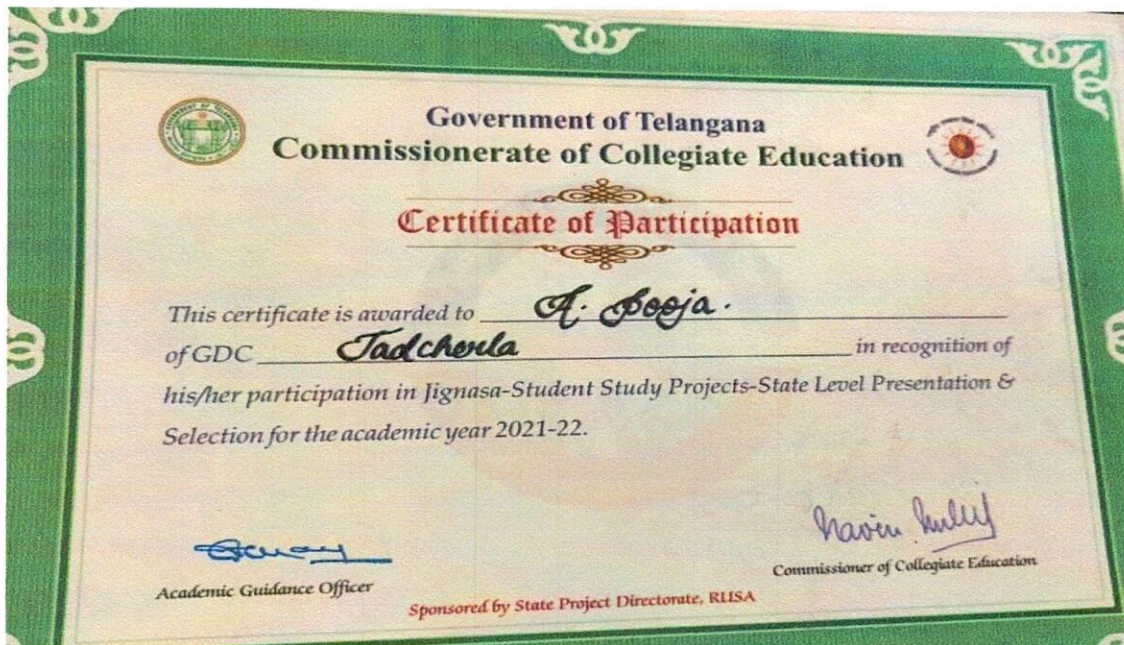 Government of Telangana
Commissionerate of Collegiate Education
Certificate of Participation
This certificate is awarded to A. Pooja.
of GDC Jadcherla in recognition of
his/her participation in Jignasa-Student Study Projects-State Level Presentation &
Selection for the academic year 2021-22.
Academic Guidance Officer
Commissioner of Collegiate Education
Sponsored by State Project Directorate, RUSA